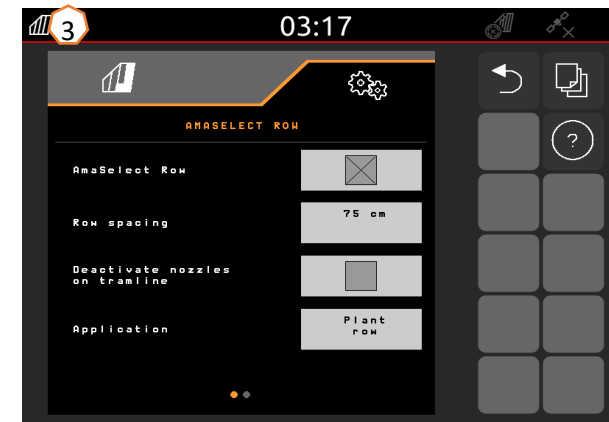 3
03:17
AMASELECT ROW
AmaSelect Row
Row spacing
75 cm
Deactivate nozzles
on tramline
Application
Plant
row
?